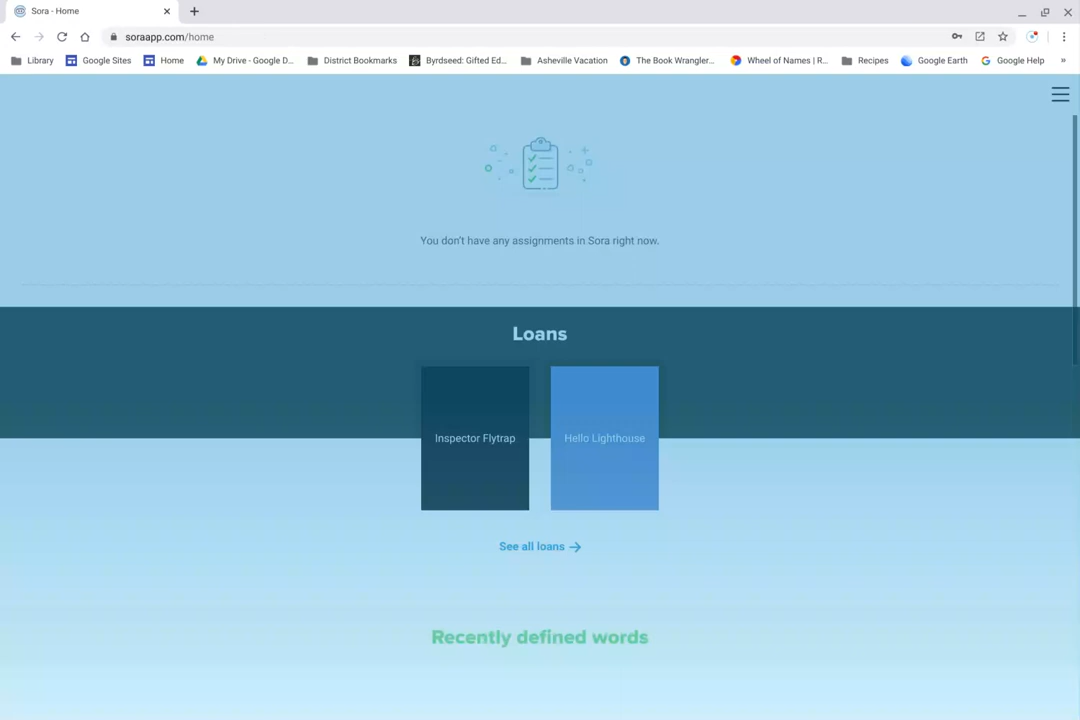 Sora - Home
soraapp.com/home
Library Google Sites Home My Drive - Google D... District Bookmarks Byrdseed: Gifted Ed... Asheville Vacation The Book Wrangler... Wheel of Names | R... Recipes Google Earth Google Help »
You don't have any assignments in Sora right now.
Loans
Inspector Flytrap Hello Lighthouse
See all loans
Recently defined words